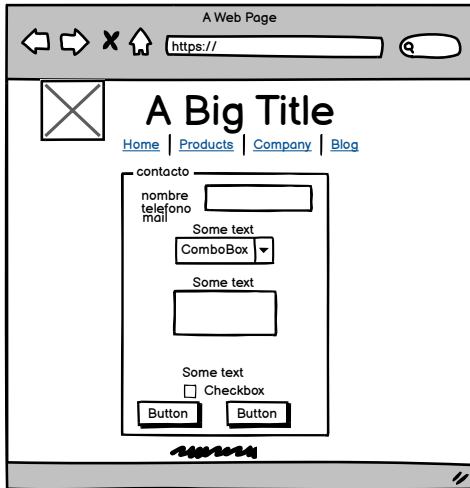 A Web Page
https://
A Big Title
Home | Products | Company | Blog
contacto
nombre
telefono
mail
Some text
ComboBox
Some text
Some text
Checkbox
Button Button